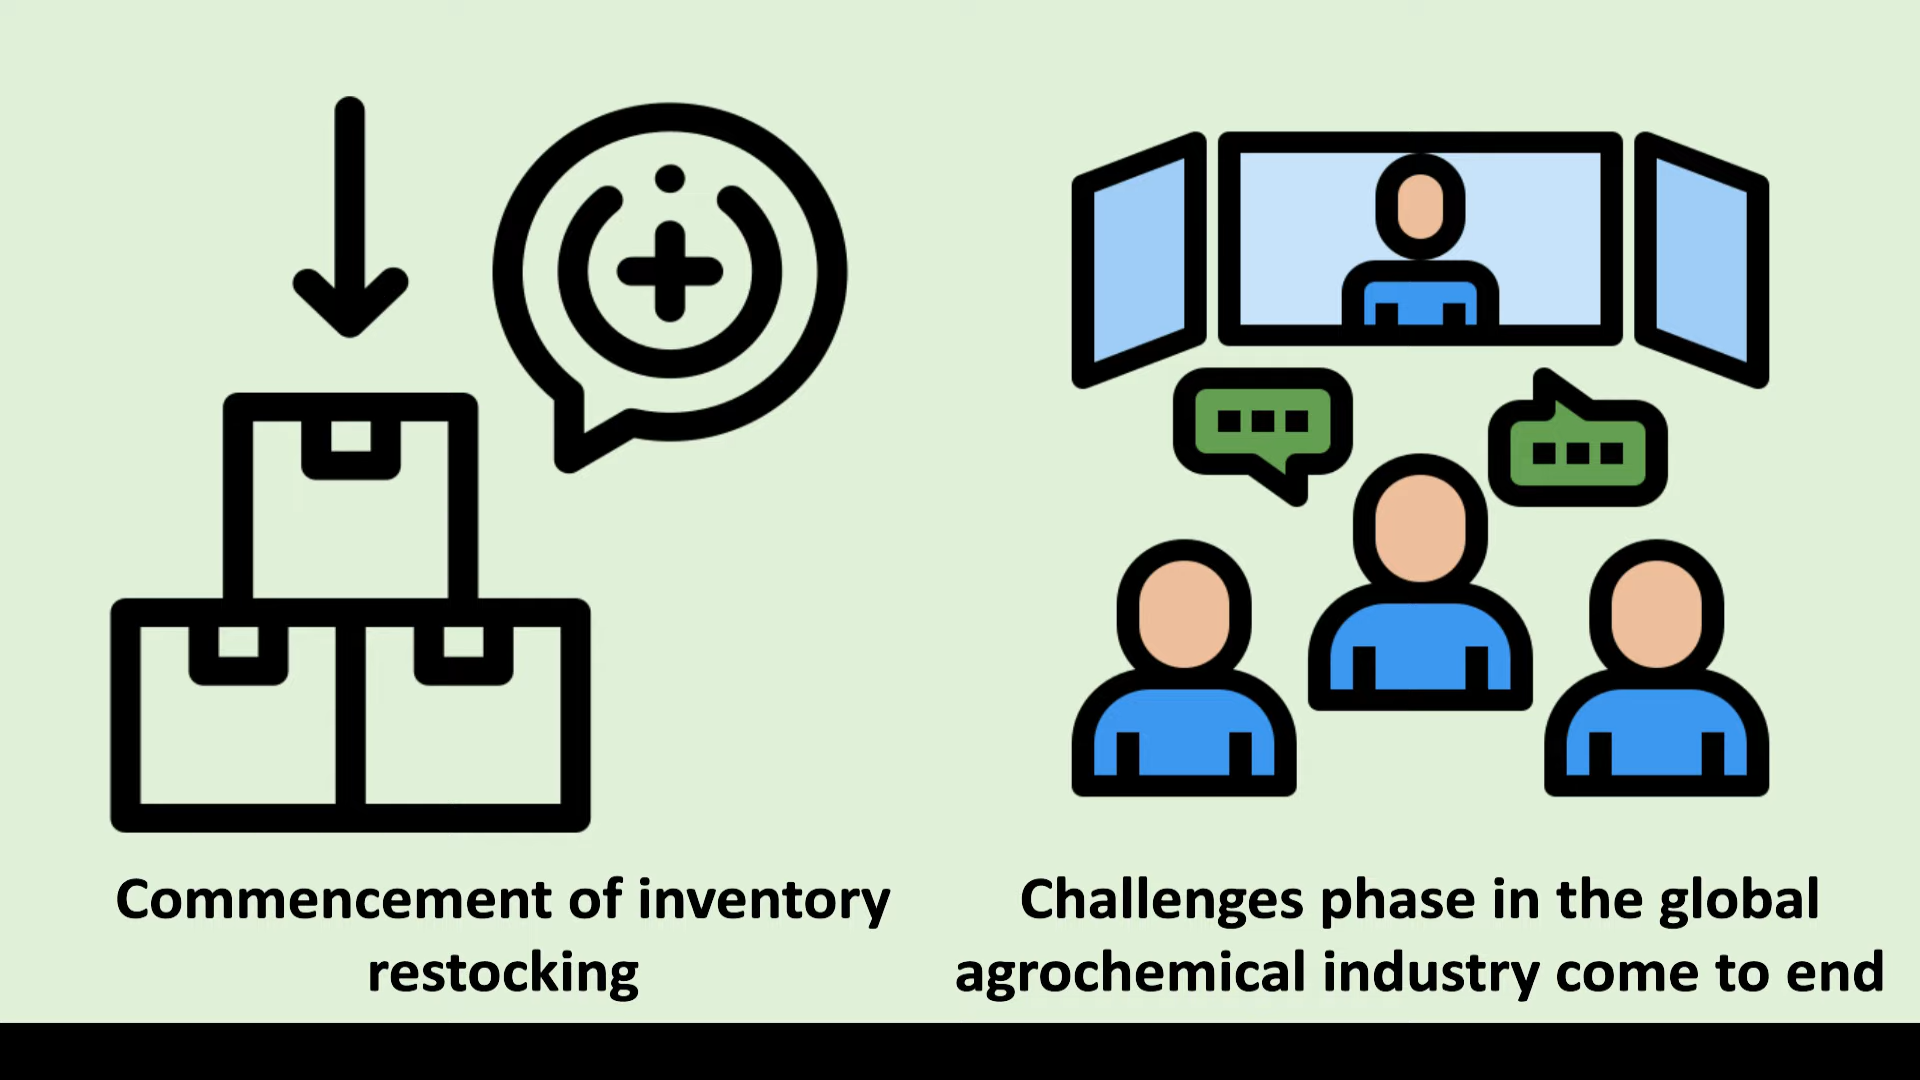 Commencement of inventory
restocking
Challenges phase in the global
agrochemical industry come to end